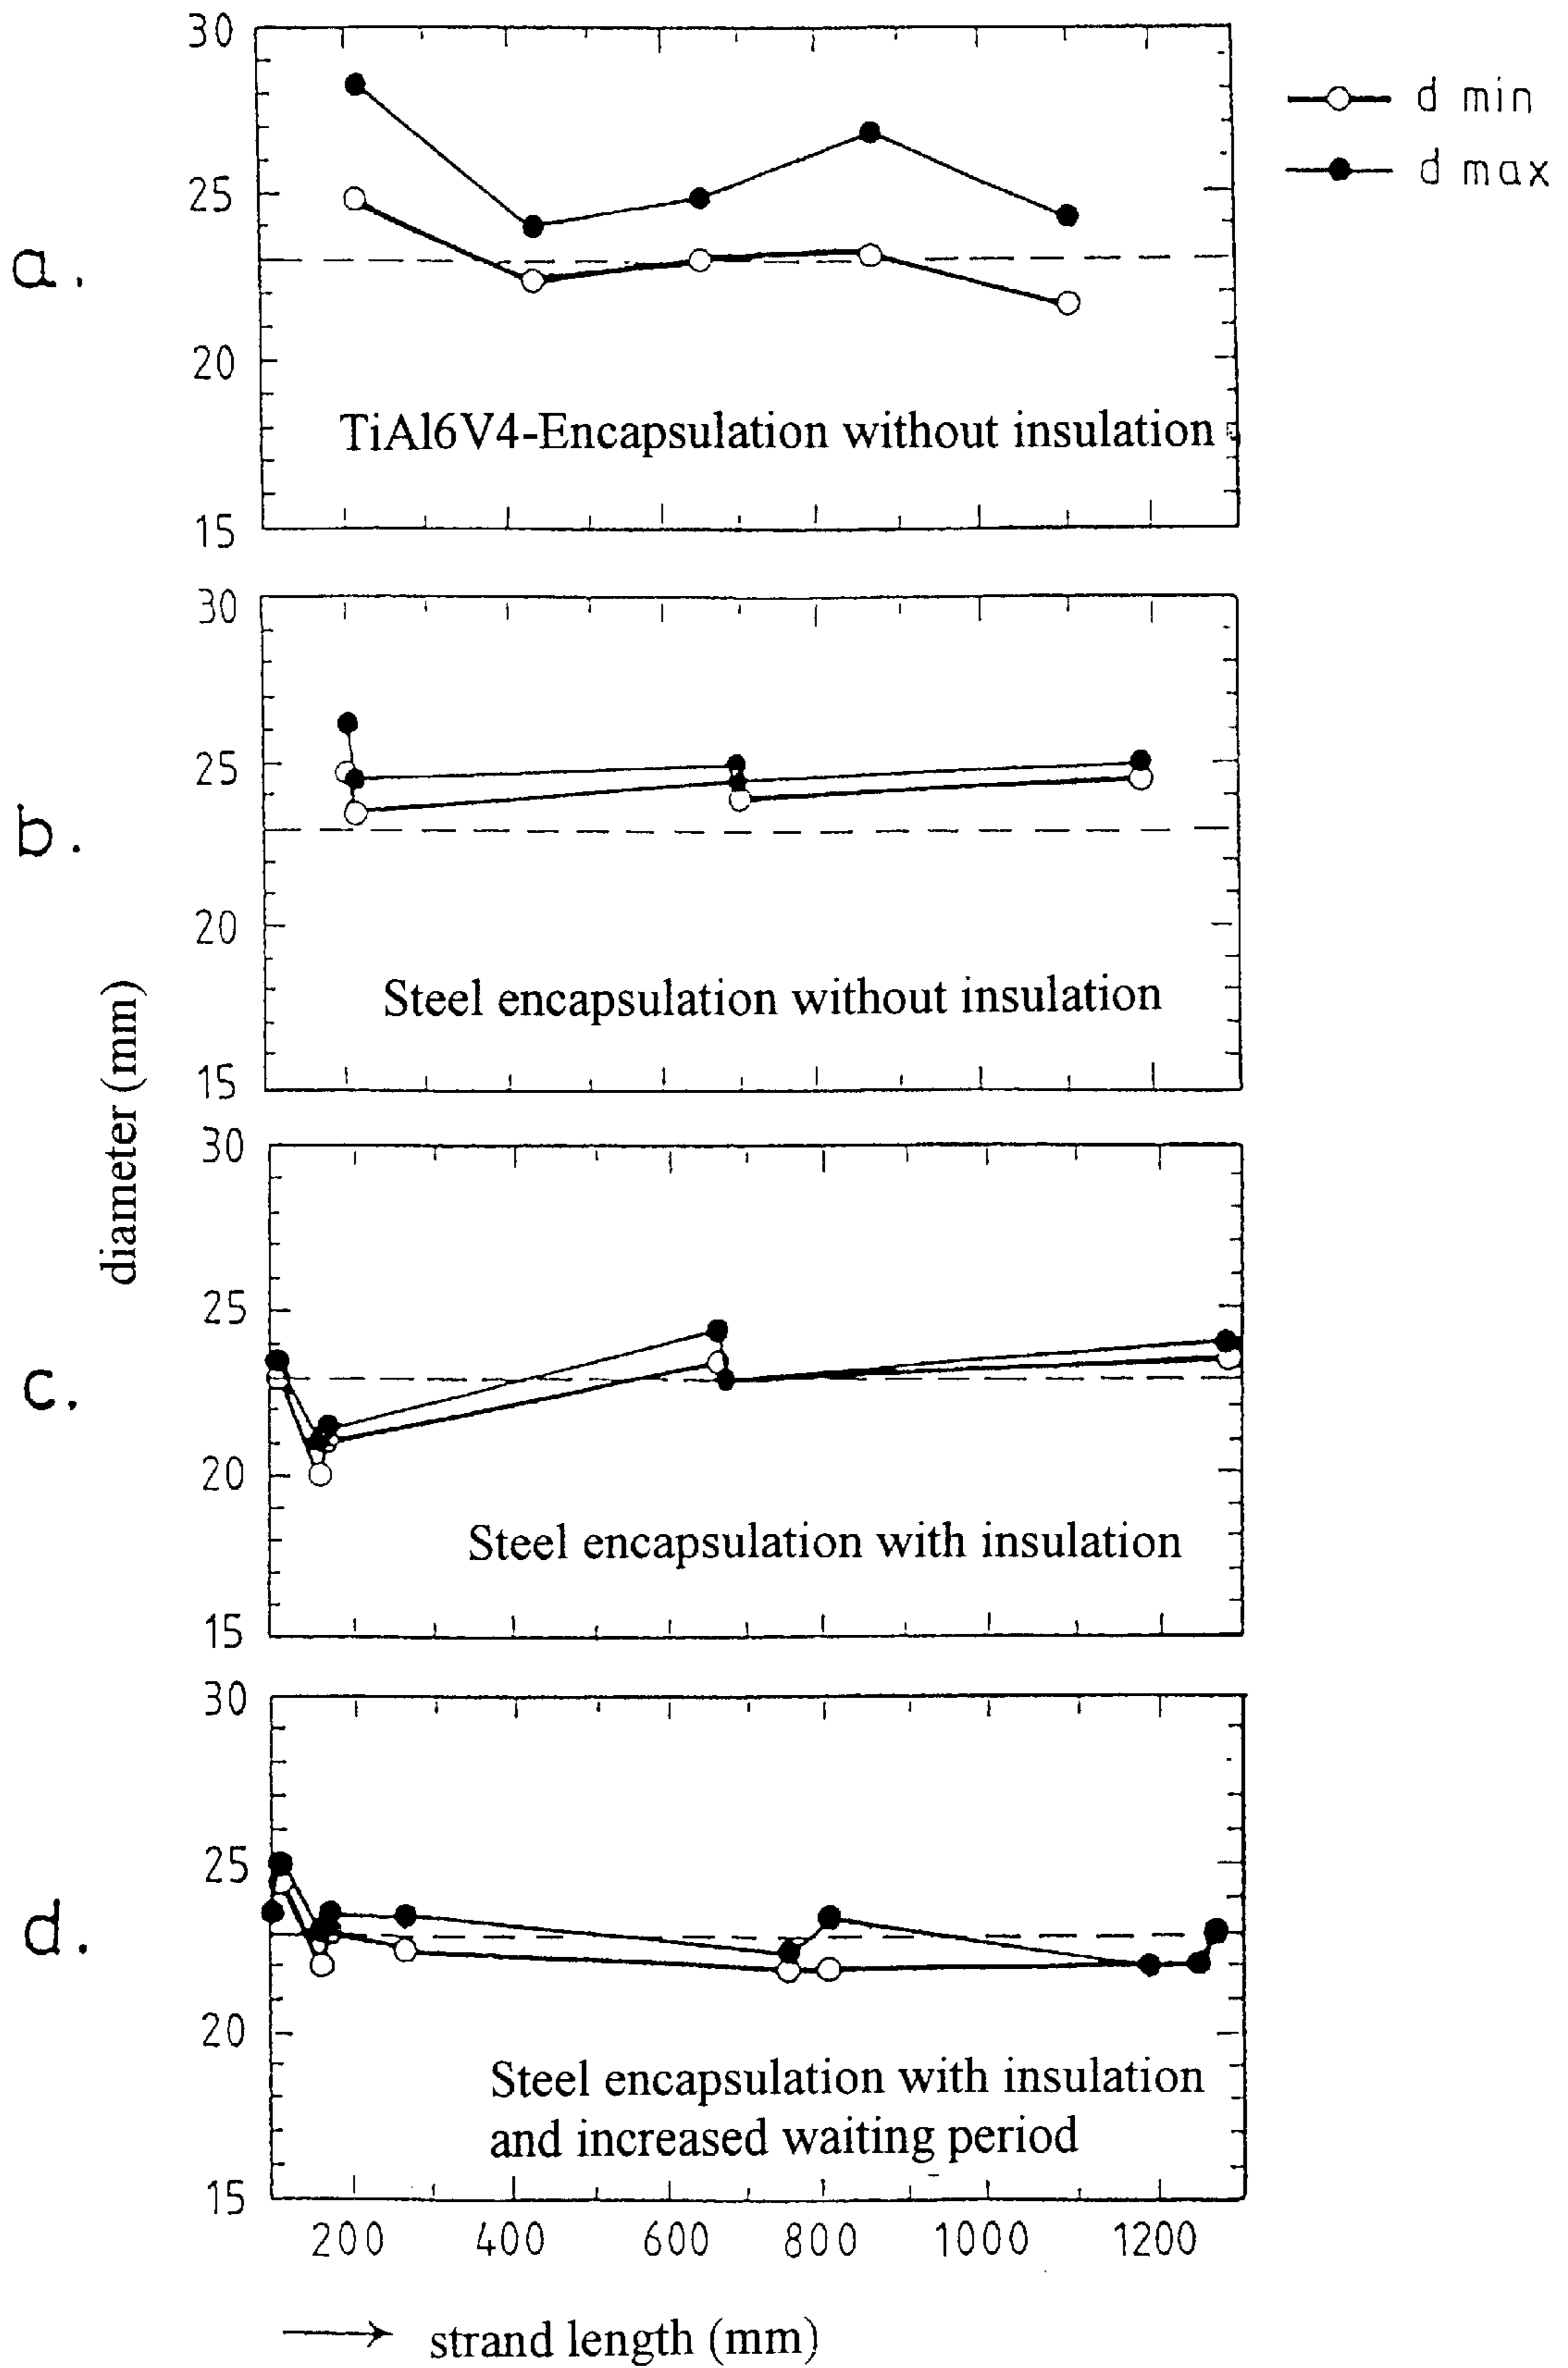 30
25
20
15
a.
d min
d max
TiAl6V4-Encapsulation without insulation
30
25
20
15
b.
Steel encapsulation without insulation
diameter (mm)
30
25
20
15
c.
Steel encapsulation with insulation
30
25
20
15
d.
Steel encapsulation with insulation
and increased waiting period
200 400 600 800 1000 1200
strand length (mm)